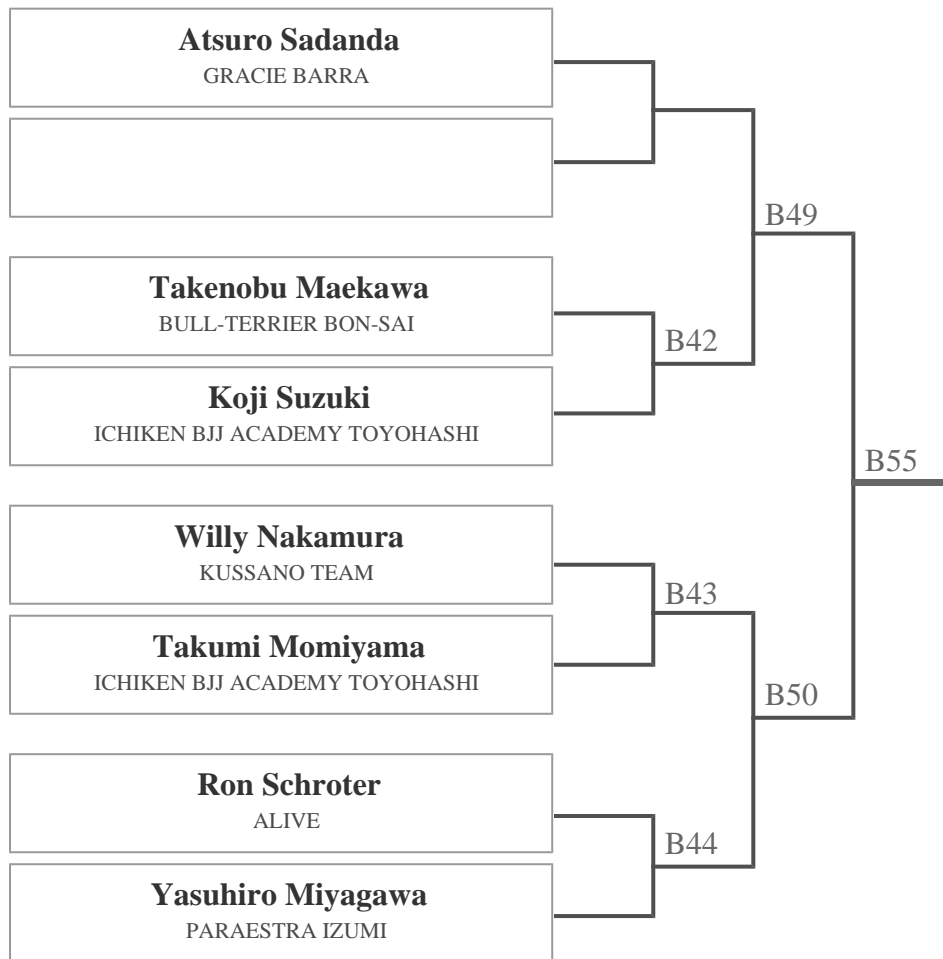 Atsuro Sadanda
GRACIE BARRA
B49
Takenobu Maekawa
BULL-TERRIER BON-SAI
B42
Koji Suzuki
ICHIKEN BJJ ACADEMY TOYOHASHI
B55
Willy Nakamura
KUSSANO TEAM
B43
Takumi Momiyama
ICHIKEN BJJ ACADEMY TOYOHASHI
B50
Ron Schroter
ALIVE
B44
Yasuhiro Miyagawa
PARAESTRA IZUMI